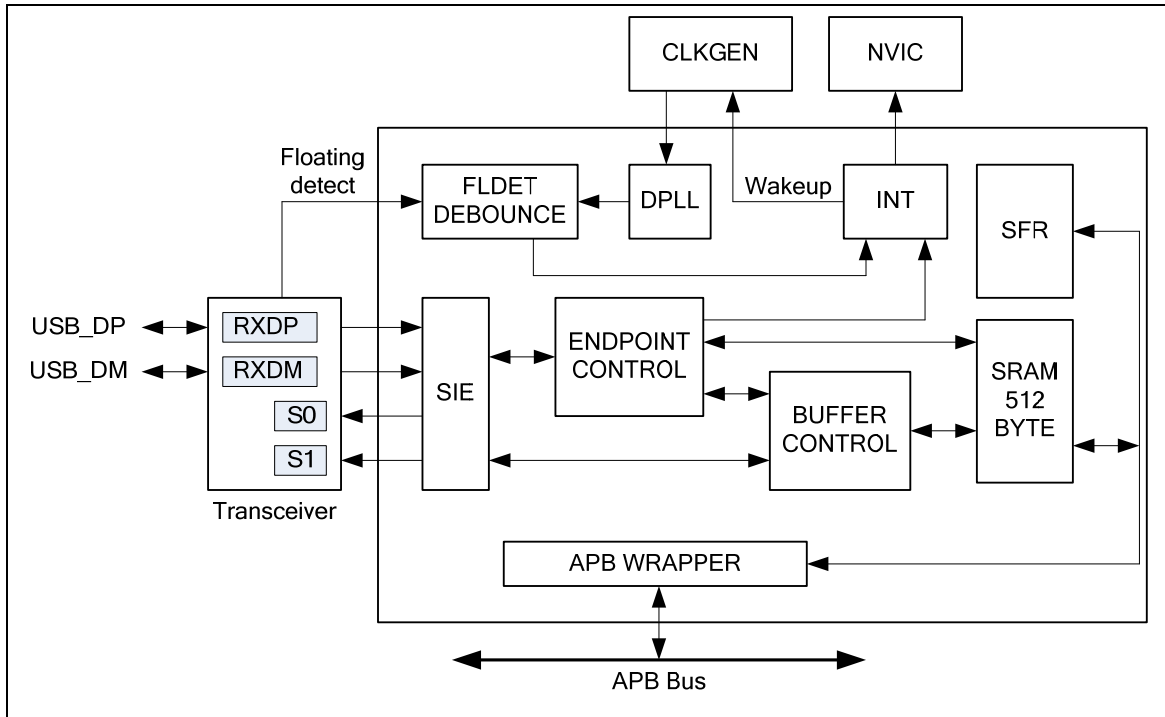 CLKGEN
NVIC
Floating
detect
FLDET
DEBOUNCE
DPLL
Wakeup
INT
SFR
USB_DP
RXDP
USB_DM
RXDM
S0
S1
Transceiver
SIE
ENDPOINT
CONTROL
BUFFER
CONTROL
SRAM
512
BYTE
APB WRAPPER
APB Bus